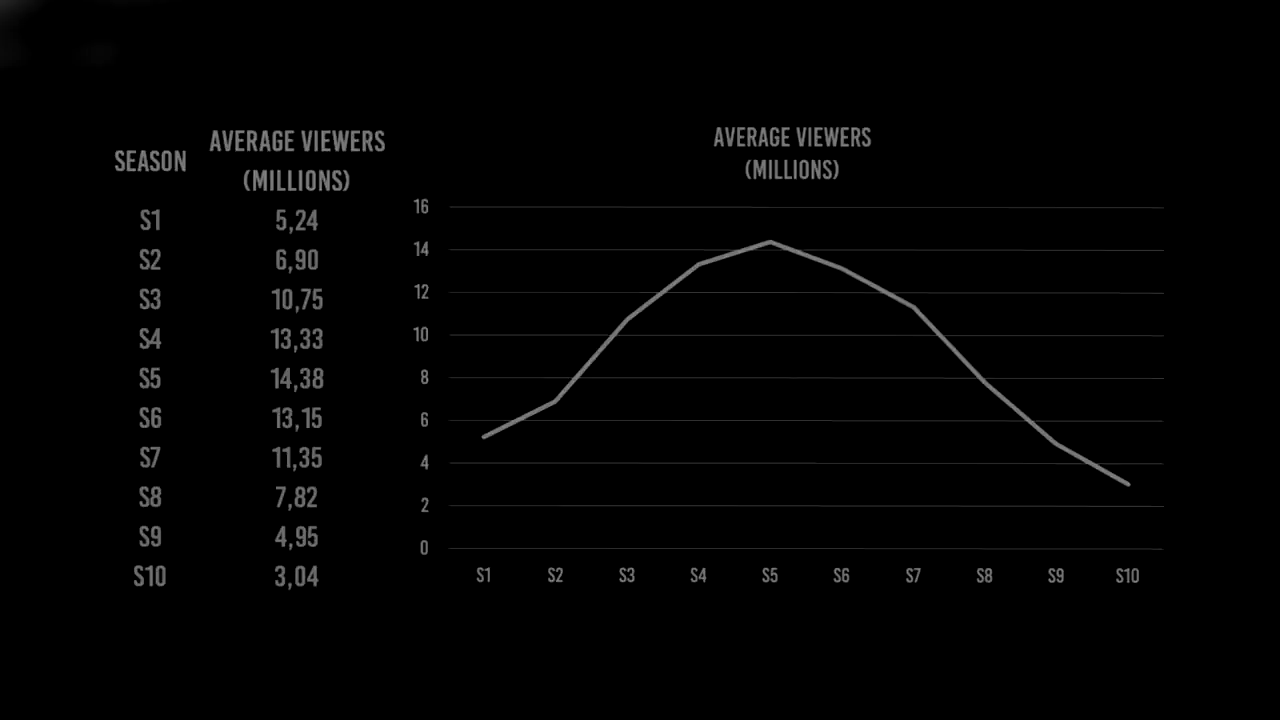 SEASON AVERAGE VIEWERS
(MILLIONS)
S1 5,24
S2 6,90
S3 10,75
S4 13,33
S5 14,38
S6 13,15
S7 11,35
S8 7,82
S9 4,95
S10 3,04
AVERAGE VIEWERS
(MILLIONS)
16
14
12
10
8
6
4
2
0
S1 S2 S3 S4 S5 S6 S7 S8 S9 S10